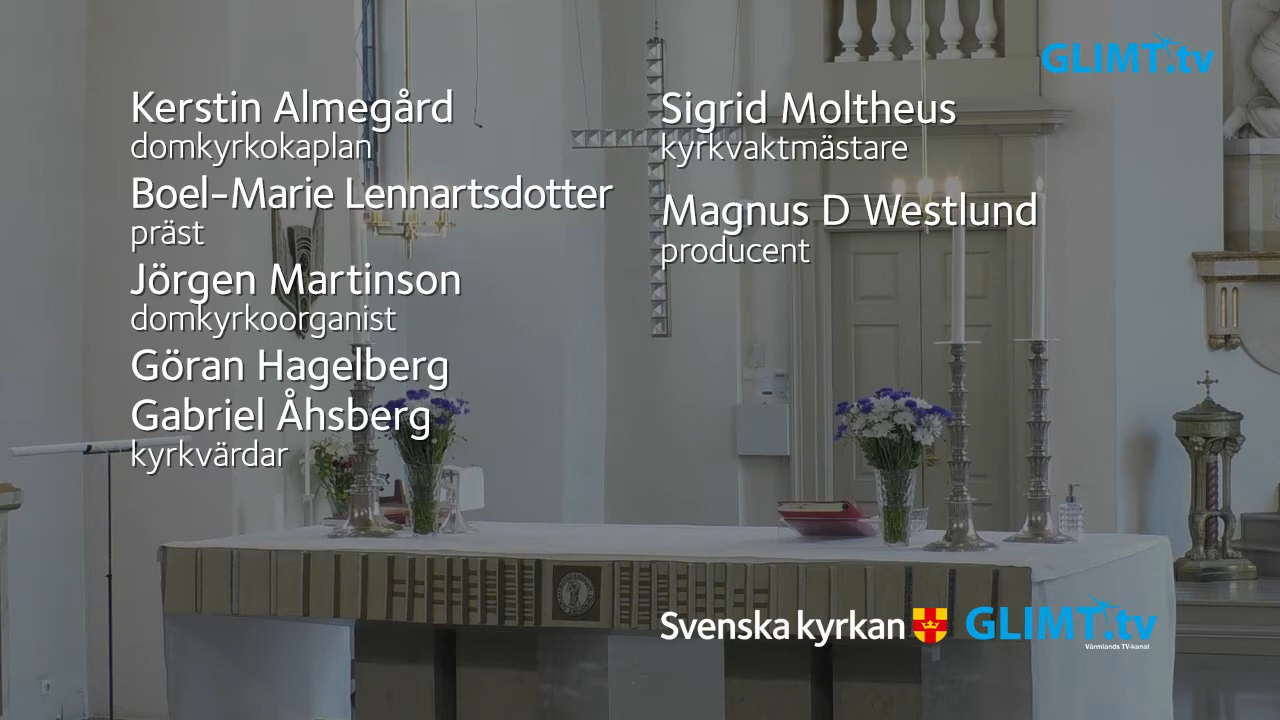 GLIMT.tv
Kerstin Almegård
domkyrkokaplan
Boel-Marie Lennartsdotter
präst
Jörgen Martinson
domkyrkoorganist
Göran Hagelberg
Gabriel Åhsberg
kyrkvärdar
Sigrid Moltheus
kyrkvaktmästare
Magnus D Westlund
producent
Svenska kyrkan
GLIMT.tv
Värmlands TV-kanal